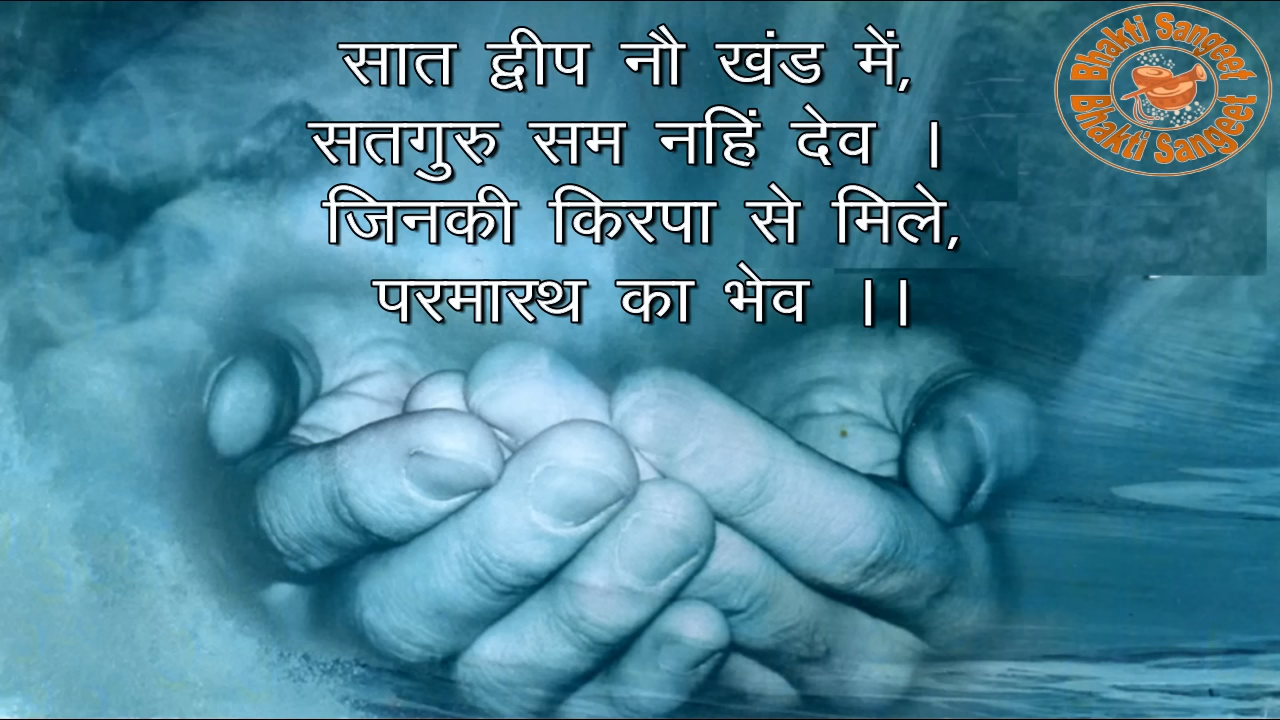 सात द्वीप नौ खंड में,
सतगुरु सम नहिं देव ।
जिनकी किरपा से मिले,
परमारथ का भेव ।।
Bhakti Sangeet
Bhakti Sangeet